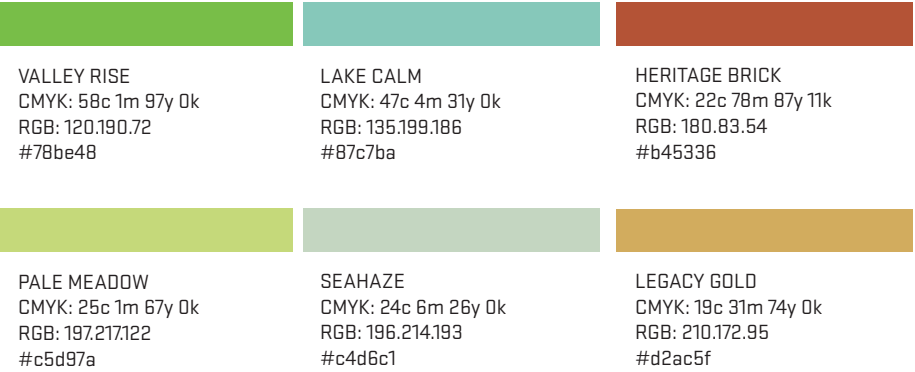 VALLEY RISE
CMYK: 58c 1m 97y 0k
RGB: 120.190.72
#78be48
LAKE CALM
CMYK: 47c 4m 31y 0k
RGB: 135.199.186
#87c7ba
HERITAGE BRICK
CMYK: 22c 78m 87y 11k
RGB: 180.83.54
#b45336
PALE MEADOW
CMYK: 25c 1m 67y 0k
RGB: 197.217.122
#c5d97a
SEAHAZE
CMYK: 24c 6m 26y 0k
RGB: 196.214.193
#c4d6c1
LEGACY GOLD
CMYK: 19c 31m 74y 0k
RGB: 210.172.95
#d2ac5f